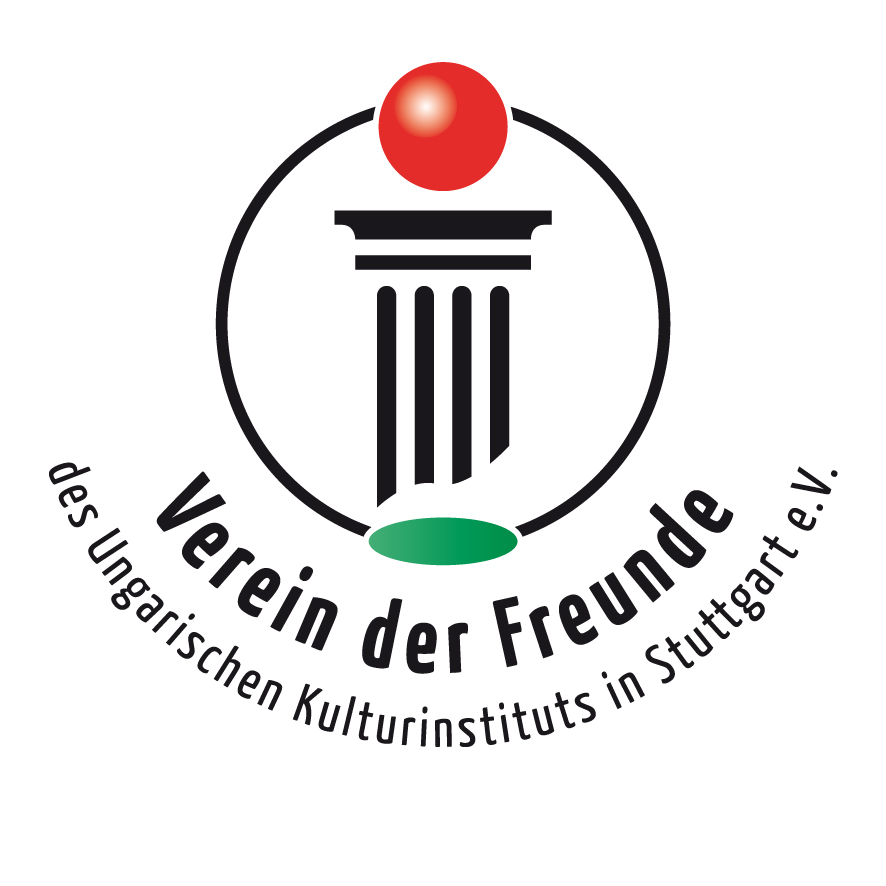 Verein der Freunde
des Ungarischen Kulturinstituts in Stuttgart e.V.